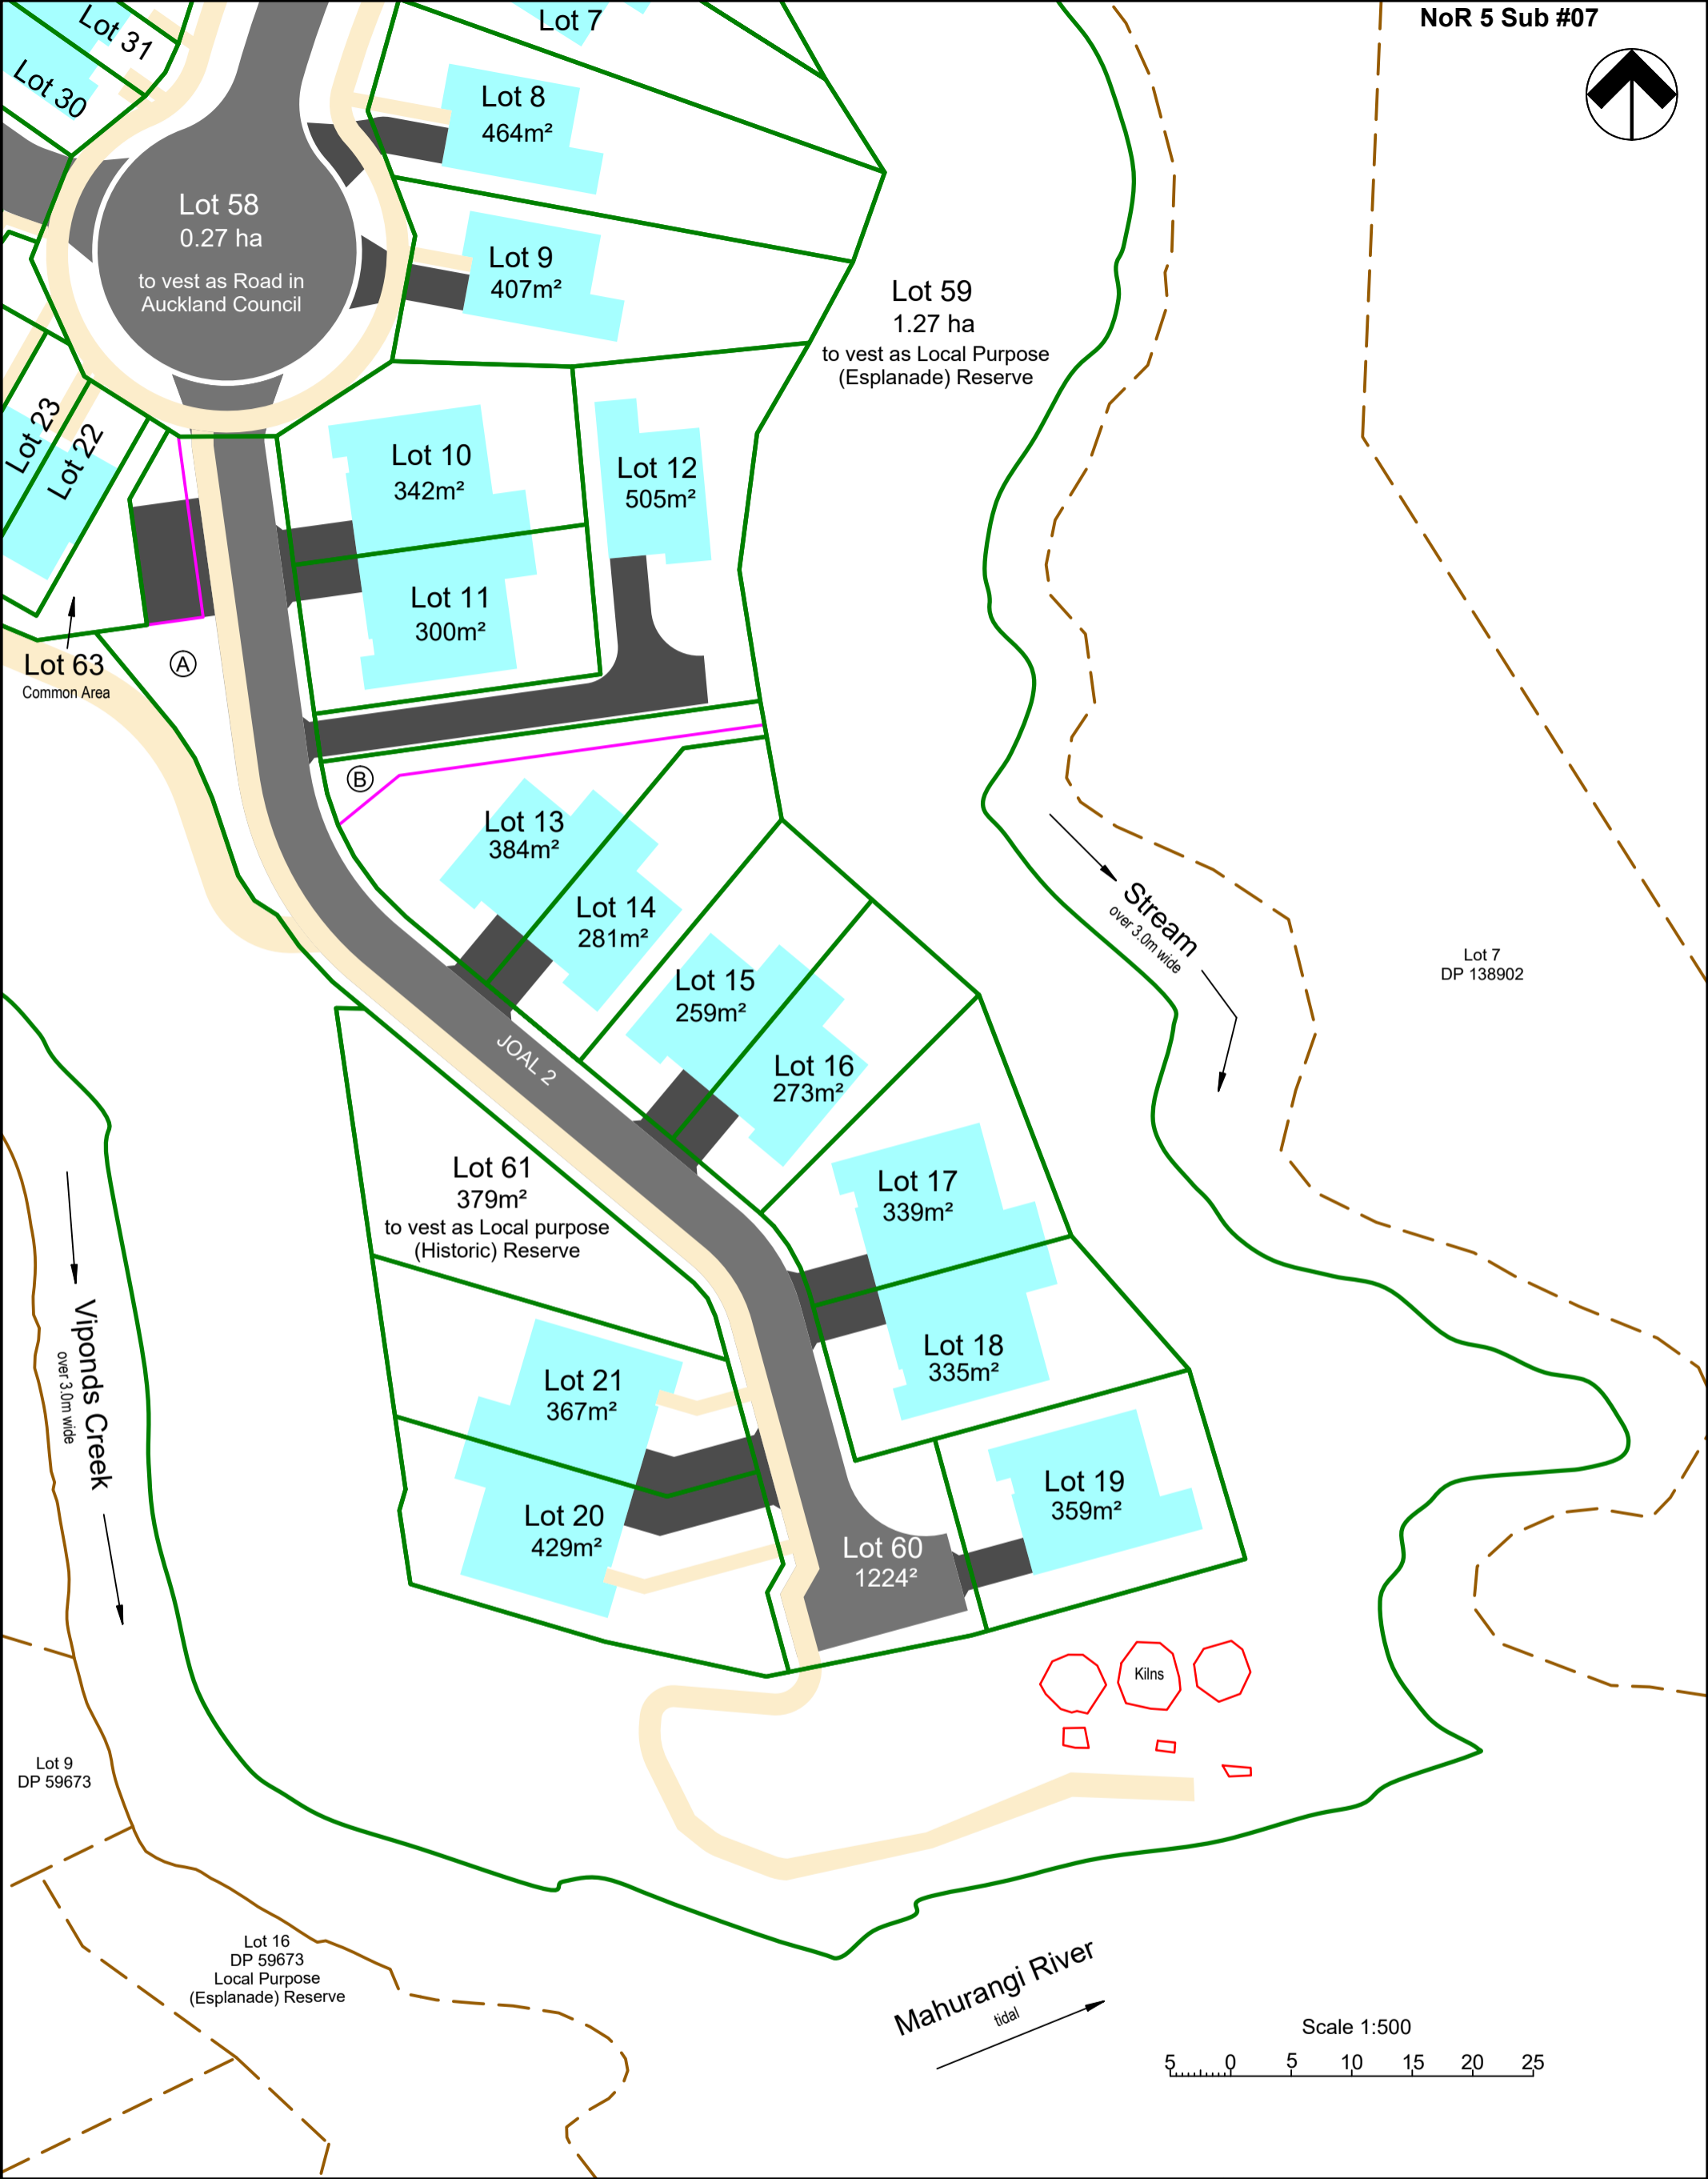 NoR 5 Sub #07
Lot 31
Lot 30
Lot 7
Lot 8
464m²
Lot 58
0.27 ha
to vest as Road in
Auckland Council
Lot 9
407m²
Lot 59
1.27 ha
to vest as Local Purpose
(Esplanade) Reserve
Lot 23
Lot 22
Lot 10
342m²
Lot 12
505m²
Lot 11
300m²
Lot 63
Common Area
A
B
Lot 13
384m²
Lot 14
281m²
Stream
over 3.0m wide
Lot 7
DP 138902
Lot 15
259m²
JOAL 2
Lot 16
273m²
Lot 61
379m²
to vest as Local purpose
(Historic) Reserve
Lot 17
339m²
Viponds Creek
over 3.0m wide
Lot 18
335m²
Lot 21
367m²
Lot 19
359m²
Lot 20
429m²
Lot 60
1224²
Kilns
Lot 9
DP 59673
Lot 16
DP 59673
Local Purpose
(Esplanade) Reserve
Mahurangi River
tidal
Scale 1:500
5 0 5 10 15 20 25